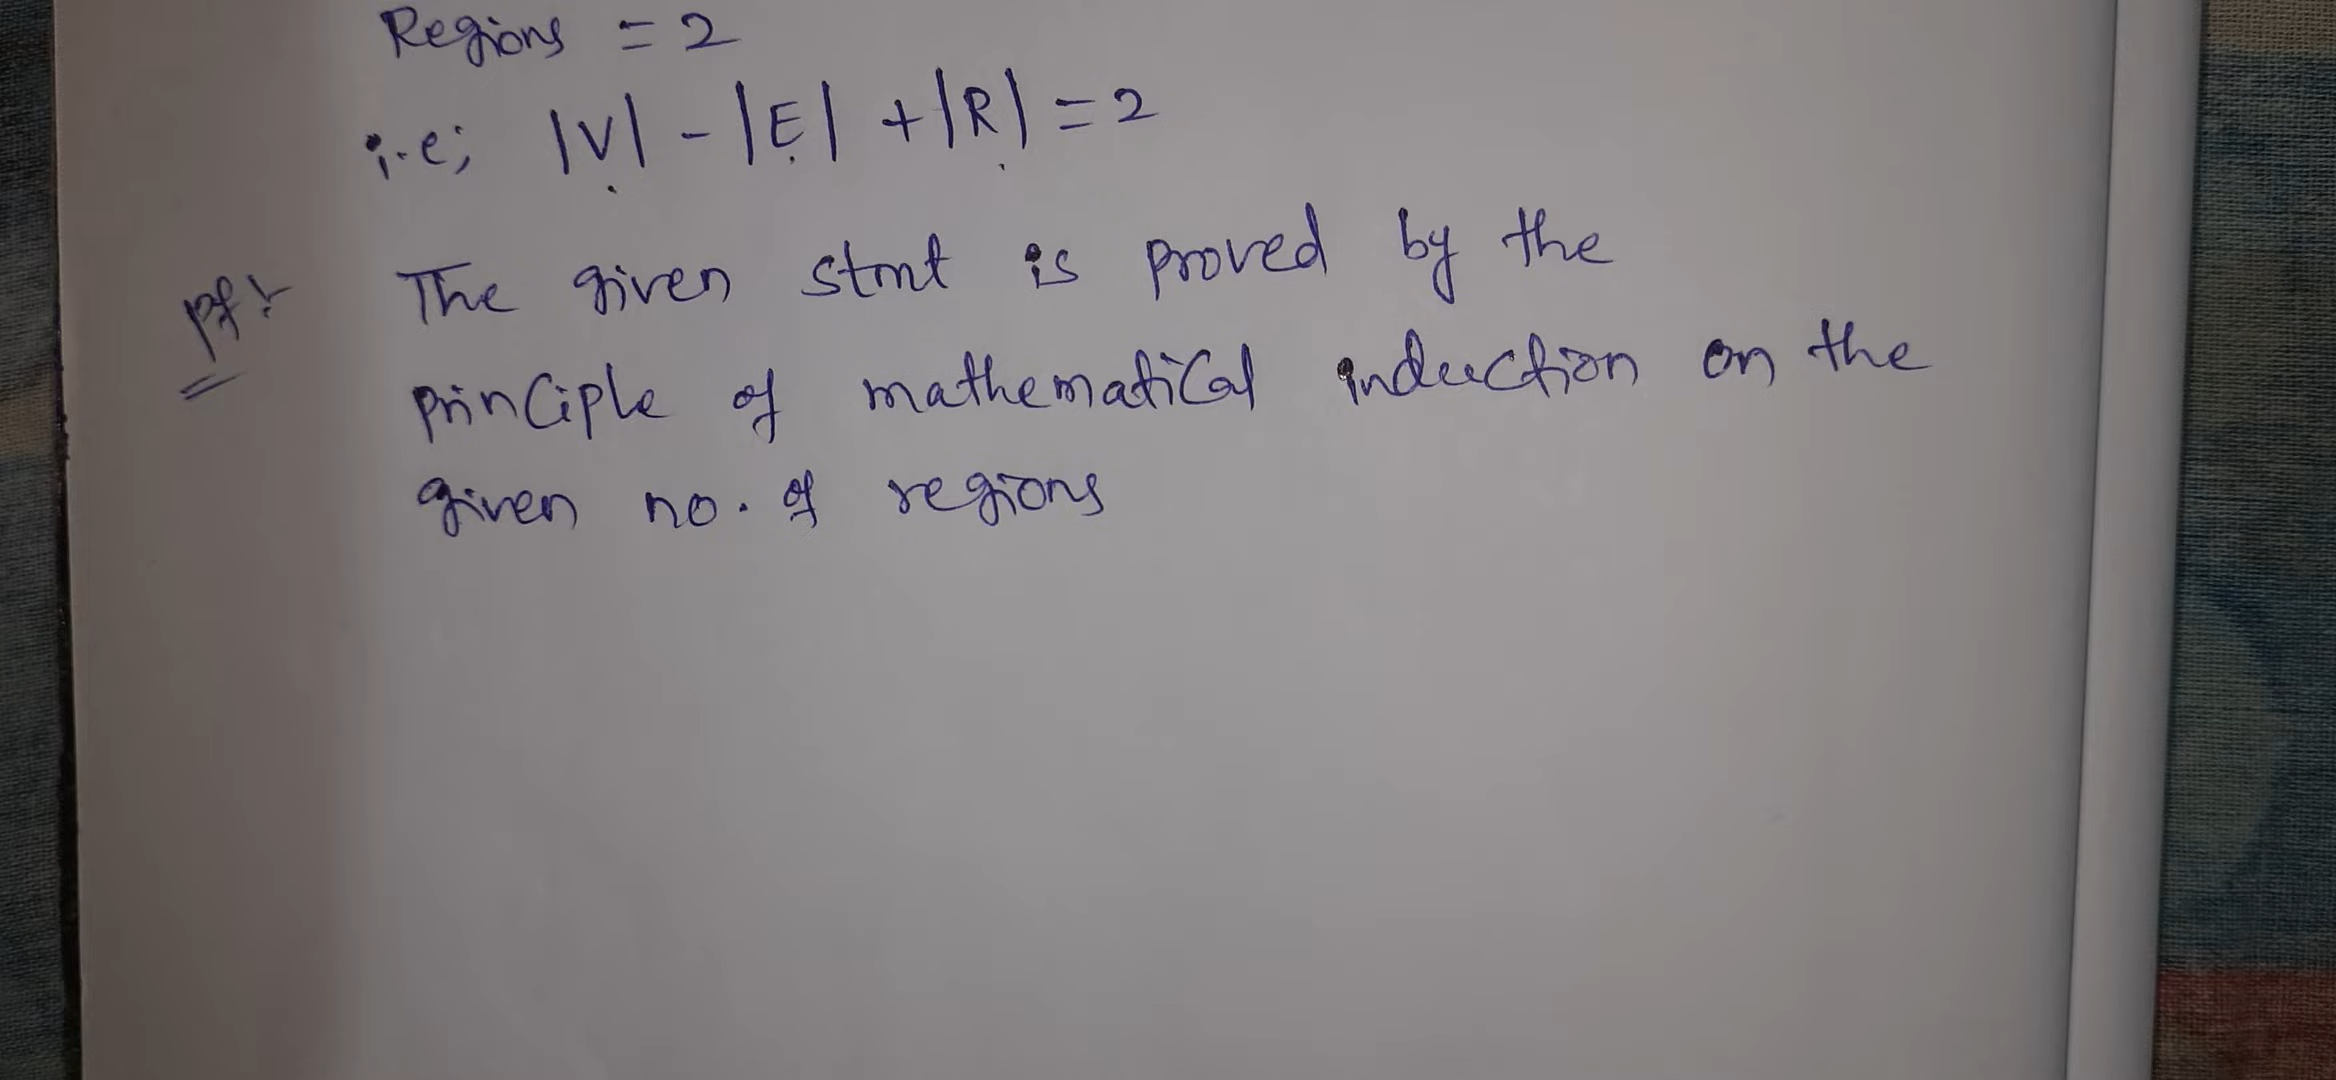 Regions = 2
i.e; |V| - |E| + |R| = 2
Pf:- The given stmt is proved by the
principle of mathematical induction on the
given no. of regions